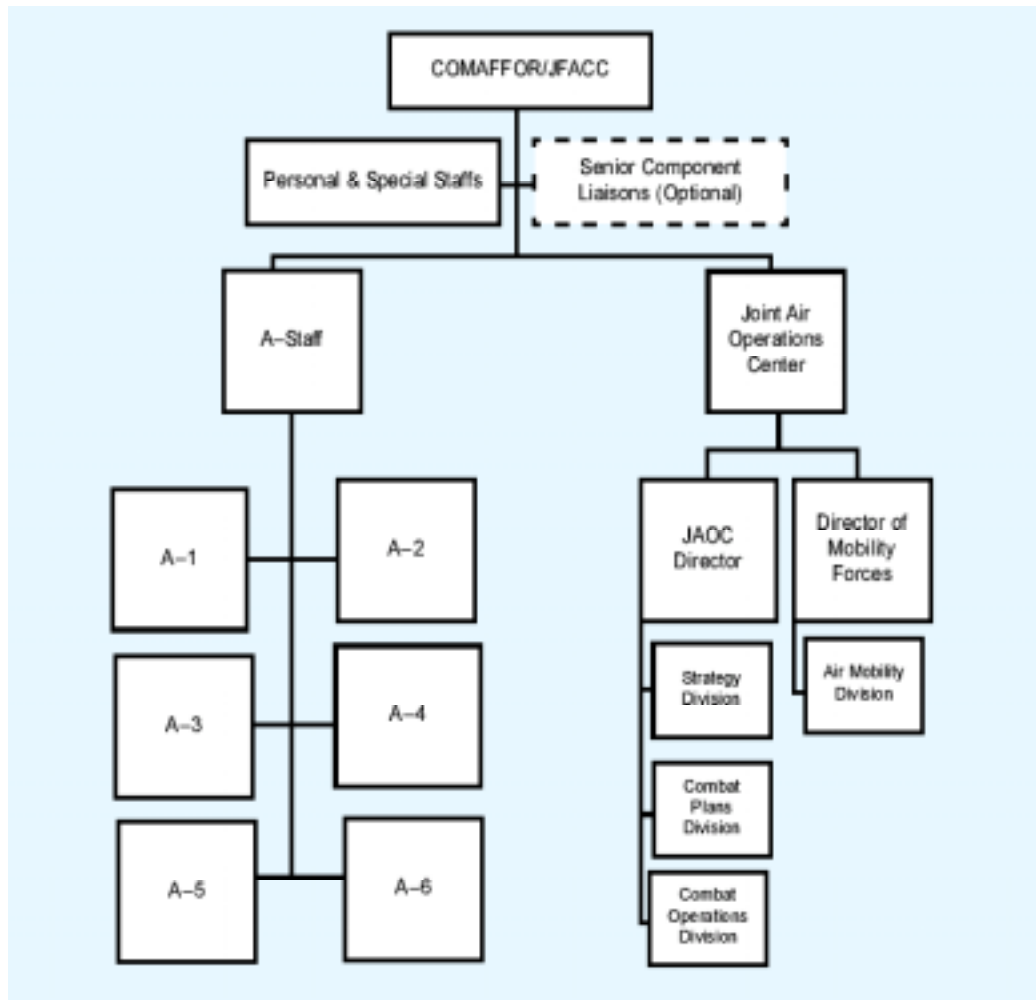 COMAFFOR/JFACC
Personal & Special Staffs
Senior Component
Liaisons (Optional)
A–Staff
Joint Air
Operations
Center
A–1
A–2
JAOC
Director
Director of
Mobility
Forces
A–3
A–4
Strategy
Division
Air Mobility
Division
Combat
Plans
Division
A–5
A–6
Combat
Operations
Division